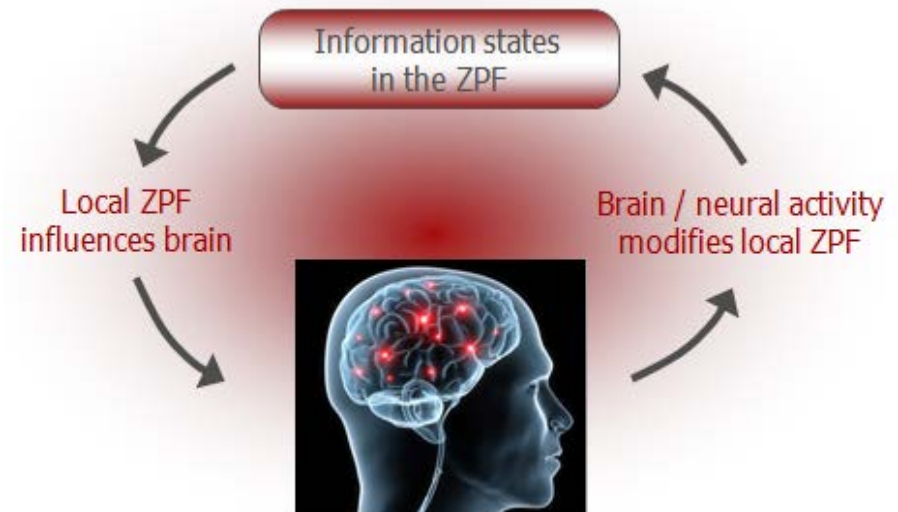 Information states
in the ZPF
Local ZPF
influences brain
Brain / neural activity
modifies local ZPF